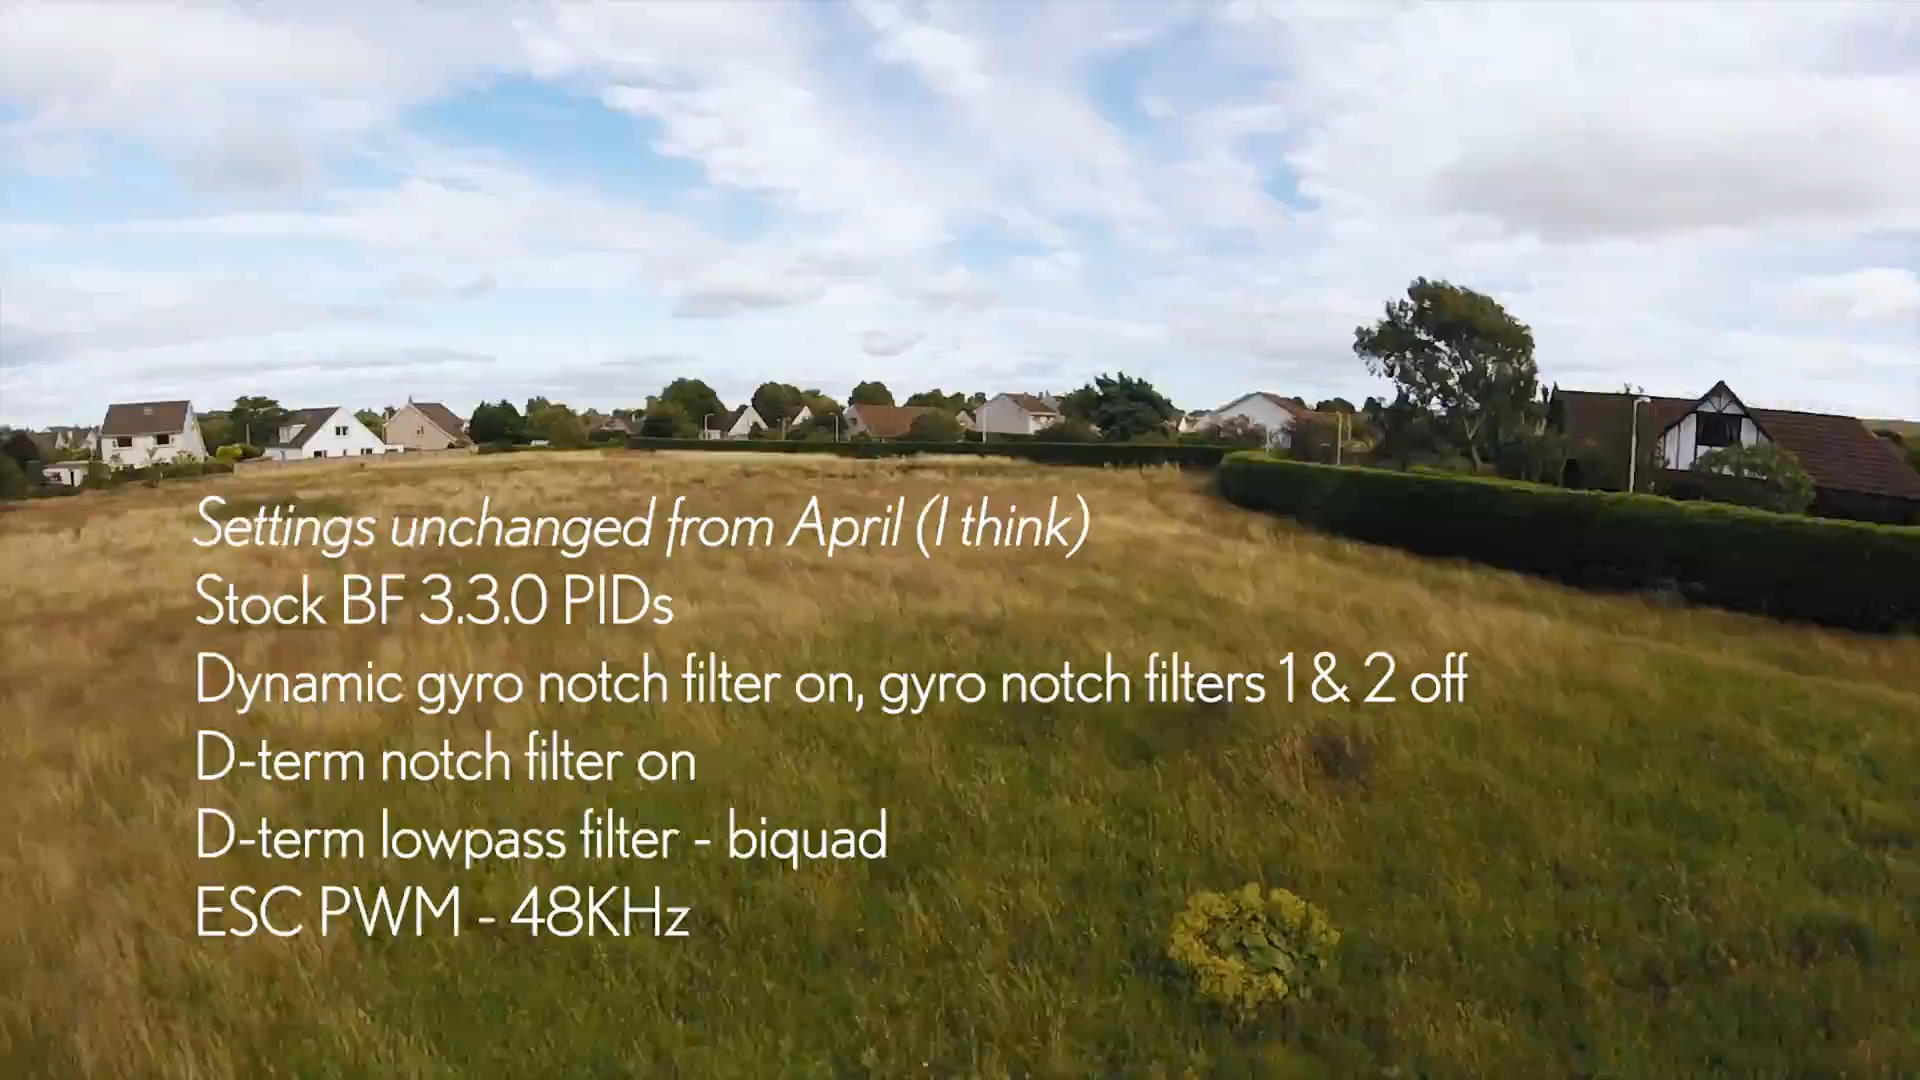 Settings unchanged from April (I think)
Stock BF 3.3.0 PIDs
Dynamic gyro notch filter on, gyro notch filters 1 & 2 off
D-term notch filter on
D-term lowpass filter - biquad
ESC PWM - 48KHz